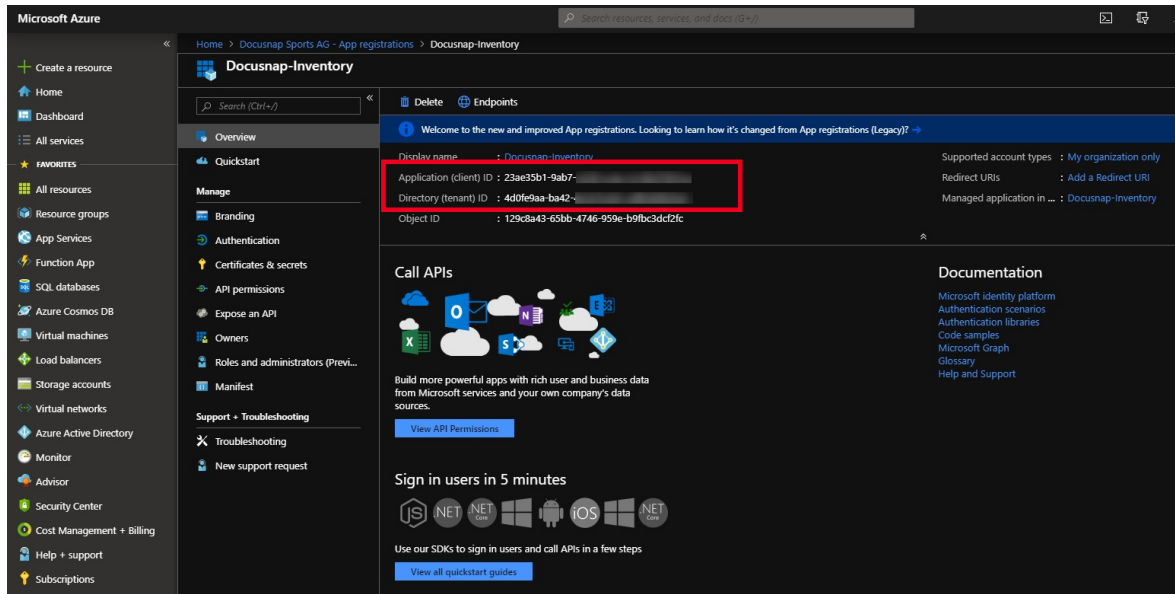 Microsoft Azure
Search resources, services, and docs (G+/)
Home > Docusnap Sports AG - App registrations > Docusnap-Inventory
Docusnap-Inventory
«
Create a resource
Home
Dashboard
All services
FAVORITES
All resources
Resource groups
App Services
Function App
SQL databases
Azure Cosmos DB
Virtual machines
Load balancers
Storage accounts
Virtual networks
Azure Active Directory
Monitor
Advisor
Security Center
Cost Management + Billing
Help + support
Subscriptions
Search (Ctrl+/)
«
Overview
Quickstart
Manage
Branding
Authentication
Certificates & secrets
API permissions
Expose an API
Owners
Roles and administrators (Previ...
Manifest
Support + Troubleshooting
Troubleshooting
New support request
Delete Endpoints
Welcome to the new and improved App registrations. Looking to learn how it's changed from App registrations (Legacy)? →
Display name : Docusnap-Inventory
Application (client) ID : 23ae35b1-9ab7-
Directory (tenant) ID : 4d0fe9aa-ba42-
Object ID : 129c8a43-65bb-4746-959e-b9fbc3dcf2fc
Supported account types : My organization only
Redirect URIs : Add a Redirect URI
Managed application in ... : Docusnap-Inventory
Call APIs
O N E
X S
Build more powerful apps with rich user and business data
from Microsoft services and your own company's data
sources.
View API Permissions
Sign in users in 5 minutes
JS .NET .NET Core iOS .NET Core
Use our SDKs to sign in users and call APIs in a few steps
View all quickstart guides
Documentation
Microsoft identity platform
Authentication scenarios
Authentication libraries
Code samples
Microsoft Graph
Glossary
Help and Support